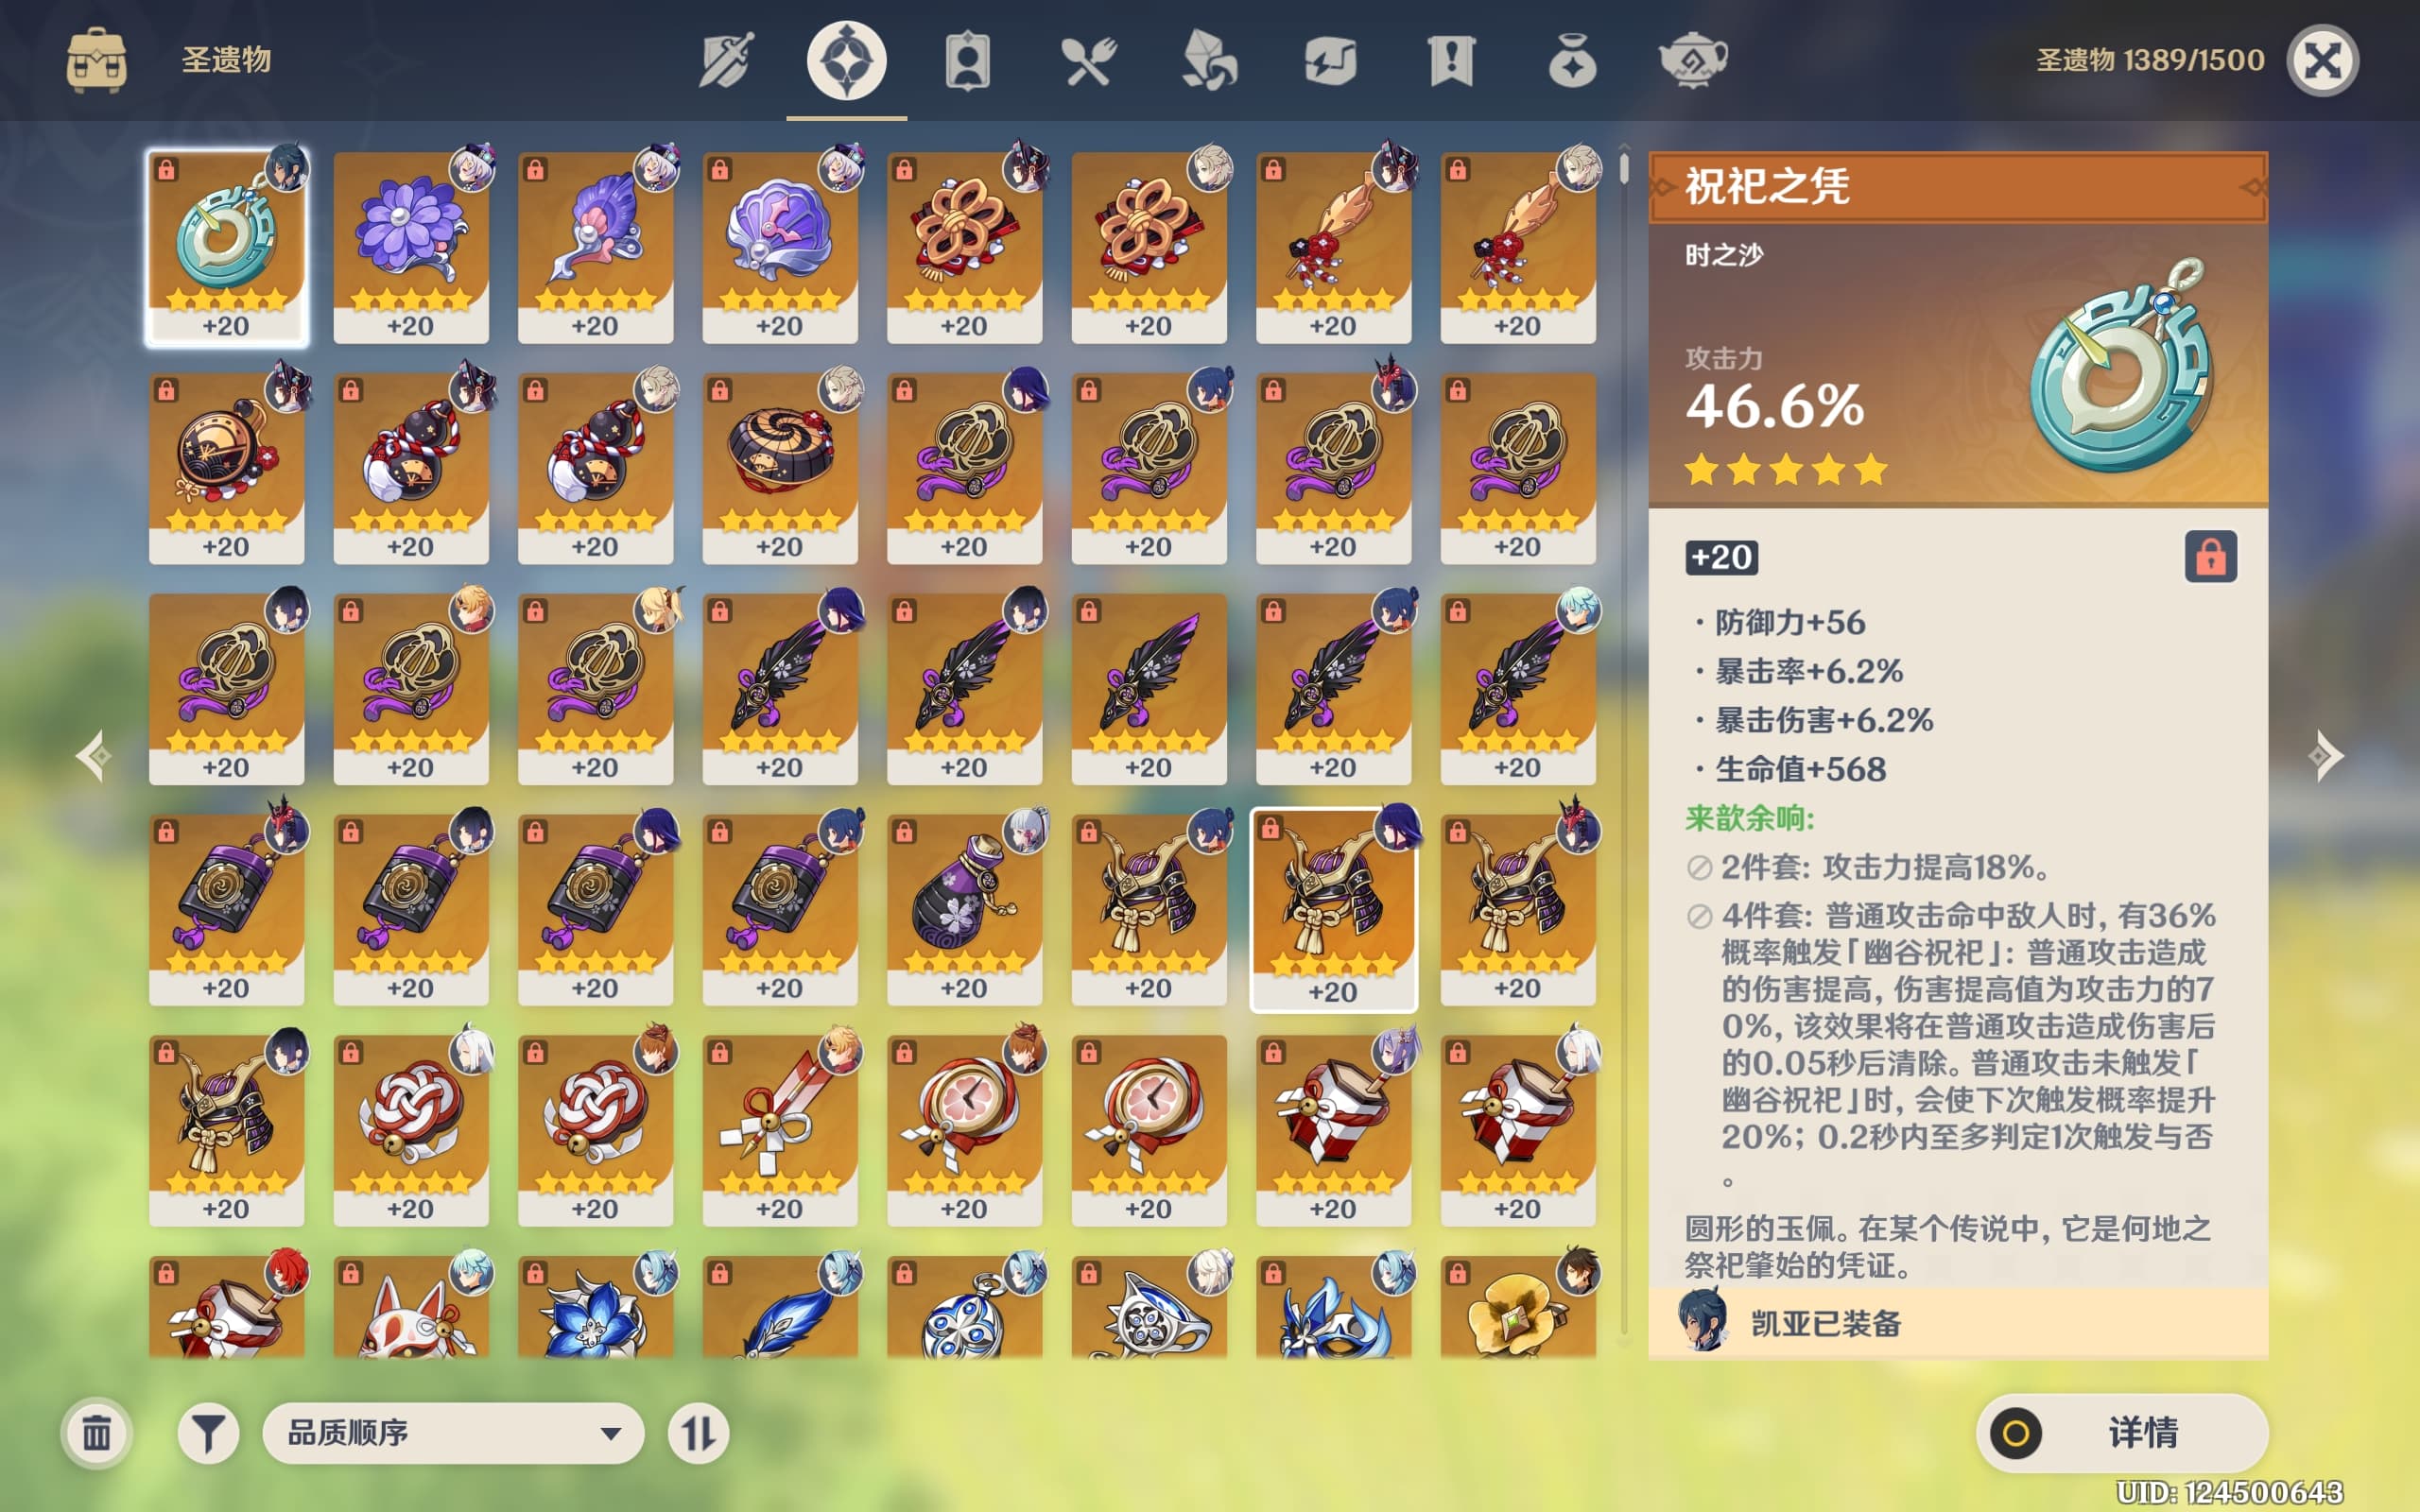 圣遗物
圣遗物 1389/1500
+20 +20 +20 +20 +20 +20 +20 +20
+20 +20 +20 +20 +20 +20 +20 +20
+20 +20 +20 +20 +20 +20 +20 +20
+20 +20 +20 +20 +20 +20 +20 +20
+20 +20 +20 +20 +20 +20 +20 +20
祝祀之凭
时之沙
攻击力
46.6%
+20
·防御力+56
·暴击率+6.2%
·暴击伤害+6.2%
·生命值+568
来歆余响:
2件套: 攻击力提高18%。
4件套: 普通攻击命中敌人时, 有36%
概率触发「幽谷祝祀」: 普通攻击造成
的伤害提高, 伤害提高值为攻击力的7
0%, 该效果将在普通攻击造成伤害后
的0.05秒后清除。普通攻击未触发「
幽谷祝祀」时, 会使下次触发概率提升
20%; 0.2秒内至多判定1次触发与否
。
圆形的玉佩。在某个传说中, 它是何地之
祭祀肇始的凭证。
凯亚已装备
品质顺序
详情
UID: 124500643